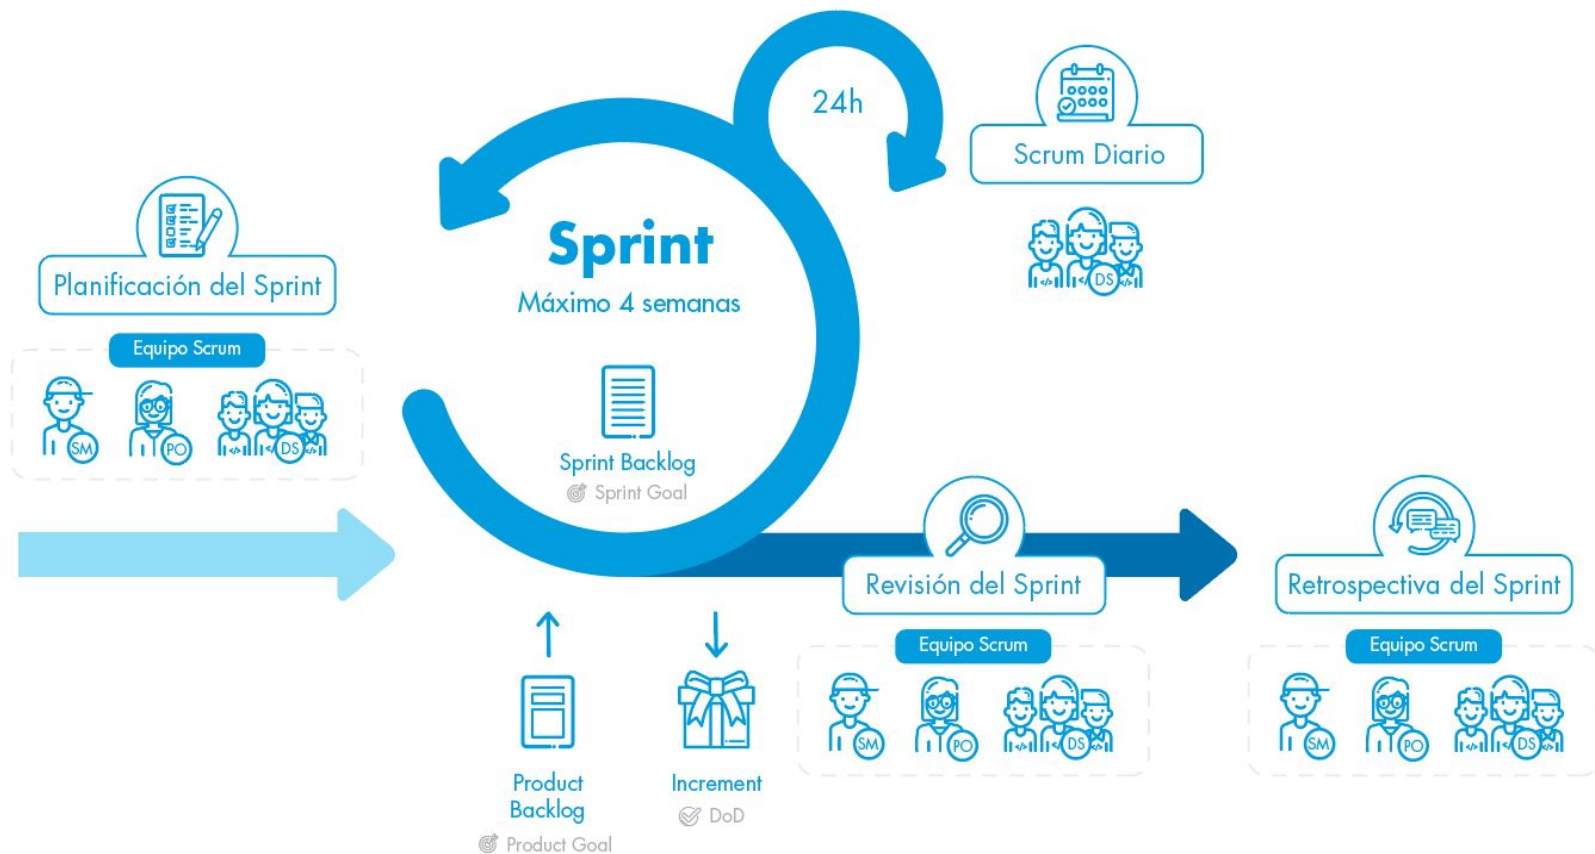 24h
Scrum Diario
DS
Sprint
Máximo 4 semanas
Planificación del Sprint
Equipo Scrum
SM
PO
DS
Sprint Backlog
Sprint Goal
Revisión del Sprint
Equipo Scrum
SM
PO
DS
Retrospectiva del Sprint
Equipo Scrum
SM
PO
DS
Product
Backlog
Product Goal
Increment
DoD